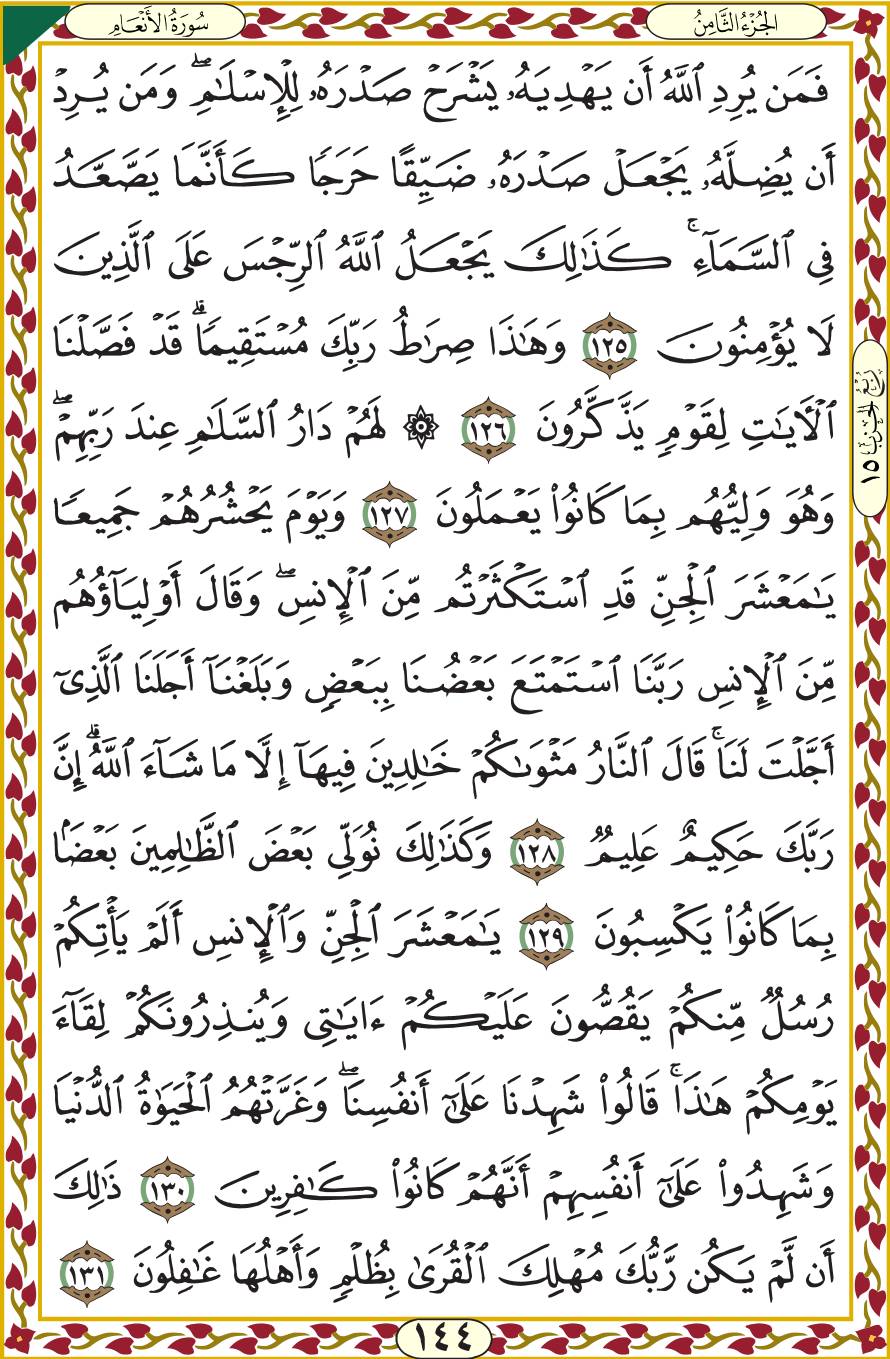 الجُزْءُ الثَّامِنُ
سُورَةُ الأَنْعَامِ
فَمَن يُرِدِ ٱللَّهُ أَن يَهْدِيَهُۥ يَشْرَحْ صَدْرَهُۥ لِلْإِسْلَٰمِۖ وَمَن يُرِدْ
أَن يُضِلَّهُۥ يَجْعَلْ صَدْرَهُۥ ضَيِّقًا حَرَجًا كَأَنَّمَا يَصَّعَّدُ
فِى ٱلسَّمَآءِۚ كَذَٰلِكَ يَجْعَلُ ٱللَّهُ ٱلرِّجْسَ عَلَى ٱلَّذِينَ
لَا يُؤْمِنُونَ ١٢٥ وَهَٰذَا صِرَٰطُ رَبِّكَ مُسْتَقِيمًاۗ قَدْ فَصَّلْنَا
ٱلْـَٔايَٰتِ لِقَوْمٍ يَذَّكَّرُونَ ١٢٦ ۞ لَهُمْ دَارُ ٱلسَّلَٰمِ عِندَ رَبِّهِمْۖ
وَهُوَ وَلِيُّهُم بِمَا كَانُوا۟ يَعْمَلُونَ ١٢٧ وَيَوْمَ يَحْشُرُهُمْ جَمِيعًا
يَٰمَعْشَرَ ٱلْجِنِّ قَدِ ٱسْتَكْثَرْتُم مِّنَ ٱلْإِنسِۖ وَقَالَ أَوْلِيَآؤُهُم
مِّنَ ٱلْإِنسِ رَبَّنَا ٱسْتَمْتَعَ بَعْضُنَا بِبَعْضٍ وَبَلَغْنَآ أَجَلَنَا ٱلَّذِىٓ
أَجَّلْتَ لَنَاۚ قَالَ ٱلنَّارُ مَثْوَىٰكُمْ خَٰلِدِينَ فِيهَآ إِلَّا مَا شَآءَ ٱللَّهُۗ إِنَّ
رَبَّكَ حَكِيمٌ عَلِيمٌ ١٢٨ وَكَذَٰلِكَ نُوَلِّى بَعْضَ ٱلظَّٰلِمِينَ بَعْضًۢا
بِمَا كَانُوا۟ يَكْسِبُونَ ١٢٩ يَٰمَعْشَرَ ٱلْجِنِّ وَٱلْإِنسِ أَلَمْ يَأْتِكُمْ
رُسُلٌ مِّنكُمْ يَقُصُّونَ عَلَيْكُمْ ءَايَٰتِى وَيُنذِرُونَكُمْ لِقَآءَ
يَوْمِكُمْ هَٰذَاۚ قَالُوا۟ شَهِدْنَا عَلَىٰٓ أَنفُسِنَاۖ وَغَرَّتْهُمُ ٱلْحَيَوٰةُ ٱلدُّنْيَا
وَشَهِدُوا۟ عَلَىٰٓ أَنفُسِهِمْ أَنَّهُمْ كَانُوا۟ كَٰفِرِينَ ١٣٠ ذَٰلِكَ
أَن لَّمْ يَكُن رَّبُّكَ مُهْلِكَ ٱلْقُرَىٰ بِظُلْمٍ وَأَهْلُهَا غَٰفِلُونَ ١٣١
رُبْعُ الحِزْبِ ١٥
١٤٤